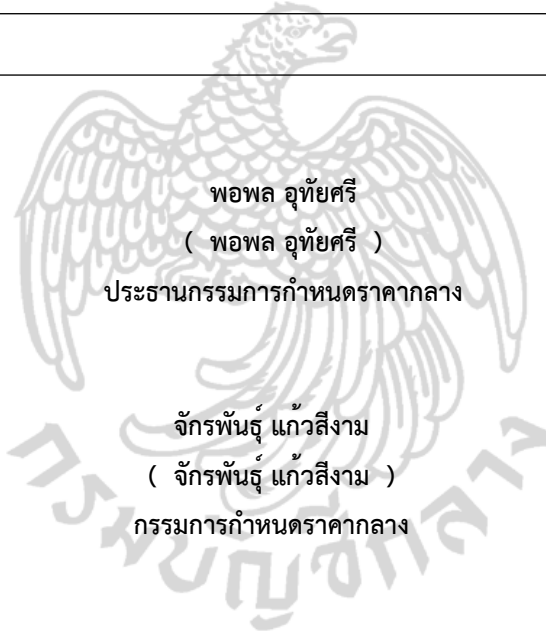 พอพล อุทัยศรี
( พอพล อุทัยศรี )
ประธานกรรมการกำหนดราคากลาง
จักรพันธุ์ แก้วสีงาม
( จักรพันธุ์ แก้วสีงาม )
กรรมการกำหนดราคากลาง
กรมบัญชีกลาง